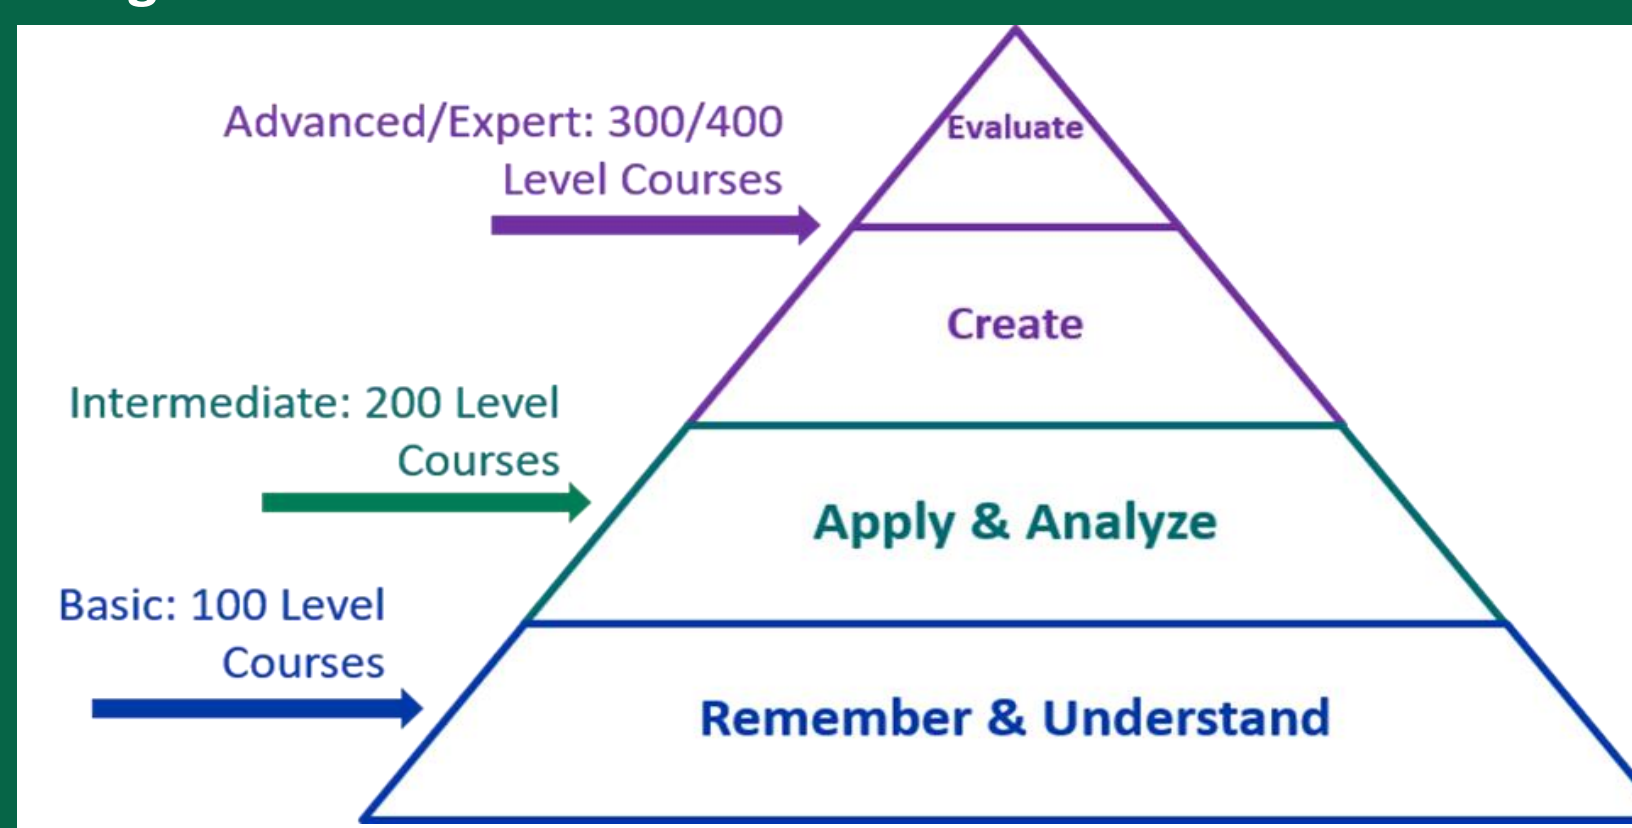 Advanced/Expert: 300/400
Level Courses
Evaluate
Create
Intermediate: 200 Level
Courses
Apply & Analyze
Basic: 100 Level
Courses
Remember & Understand